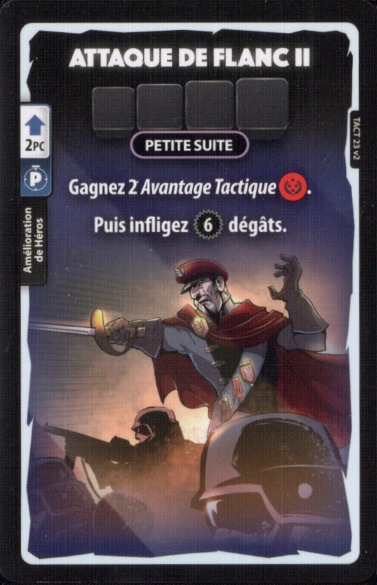 ATTAQUE DE FLANC II
PETITE SUITE
2PC
P
TACT 23 v2
Gagnez 2 Avantage Tactique.
Puis infligez 6 dégâts.
Amélioration
de Héros